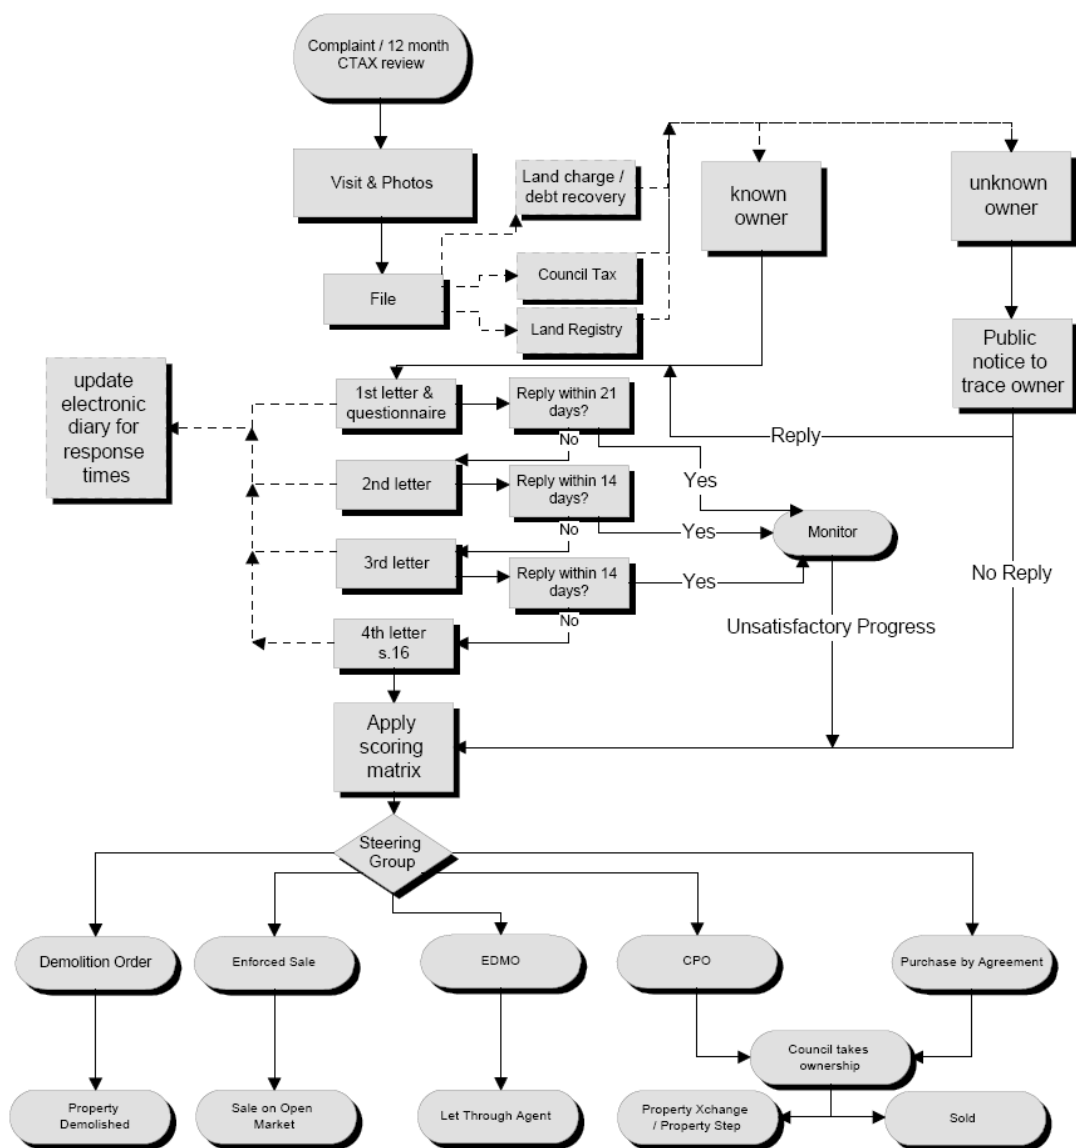 Complaint / 12 month
CTAX review
Visit & Photos
Land charge /
debt recovery
known
owner
unknown
owner
File
Council Tax
Land Registry
Public
notice to
trace owner
update
electronic
diary for
response
times
1st letter &
questionnaire
Reply within 21
days?
No
Reply
Yes
2nd letter
Reply within 14
days?
No
Yes
Monitor
3rd letter
Reply within 14
days?
Yes
No Reply
No
Unsatisfactory Progress
4th letter
s.16
Apply
scoring
matrix
Steering
Group
Demolition Order
Enforced Sale
EDMO
CPO
Purchase by Agreement
Council takes
ownership
Property
Demolished
Sale on Open
Market
Let Through Agent
Property Xchange
/ Property Step
Sold